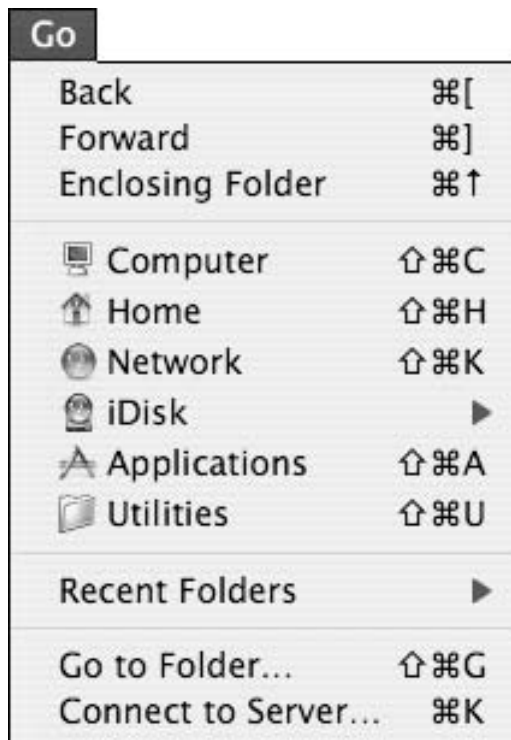 Go
Back ⌘[
Forward ⌘]
Enclosing Folder ⌘↑
Computer ⇧⌘C
Home ⇧⌘H
Network ⇧⌘K
iDisk ▶
Applications ⇧⌘A
Utilities ⇧⌘U
Recent Folders ▶
Go to Folder... ⇧⌘G
Connect to Server... ⌘K